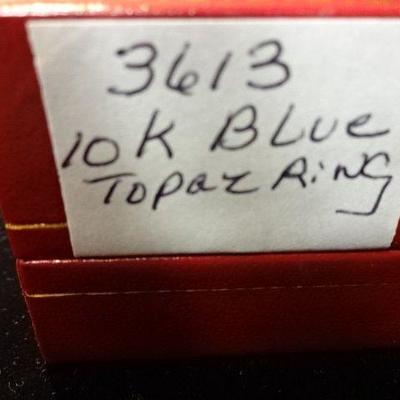 3613
10K BLUE
TOPAZ RiNG